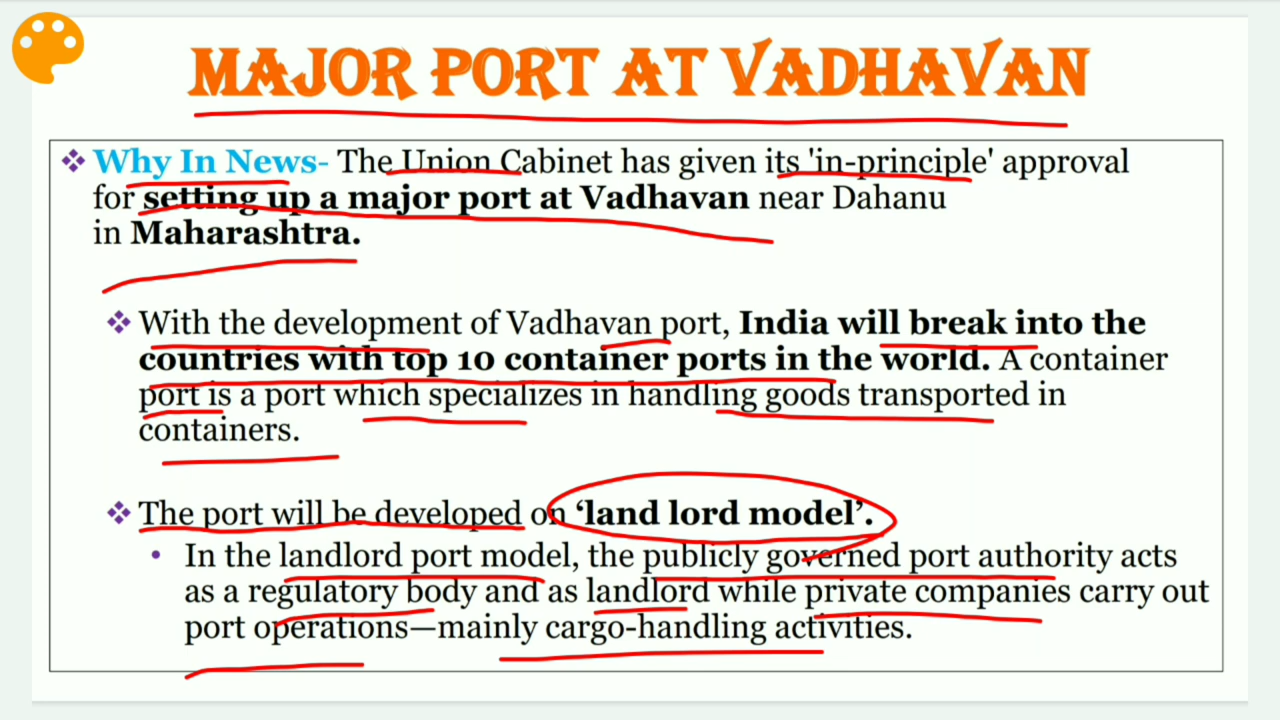 MAJOR PORT AT VADHAVAN
Why In News- The Union Cabinet has given its 'in-principle' approval
for setting up a major port at Vadhavan near Dahanu
in Maharashtra.
With the development of Vadhavan port, India will break into the
countries with top 10 container ports in the world. A container
port is a port which specializes in handling goods transported in
containers.
The port will be developed on ‘land lord model’.
In the landlord port model, the publicly governed port authority acts
as a regulatory body and as landlord while private companies carry out
port operations—mainly cargo-handling activities.